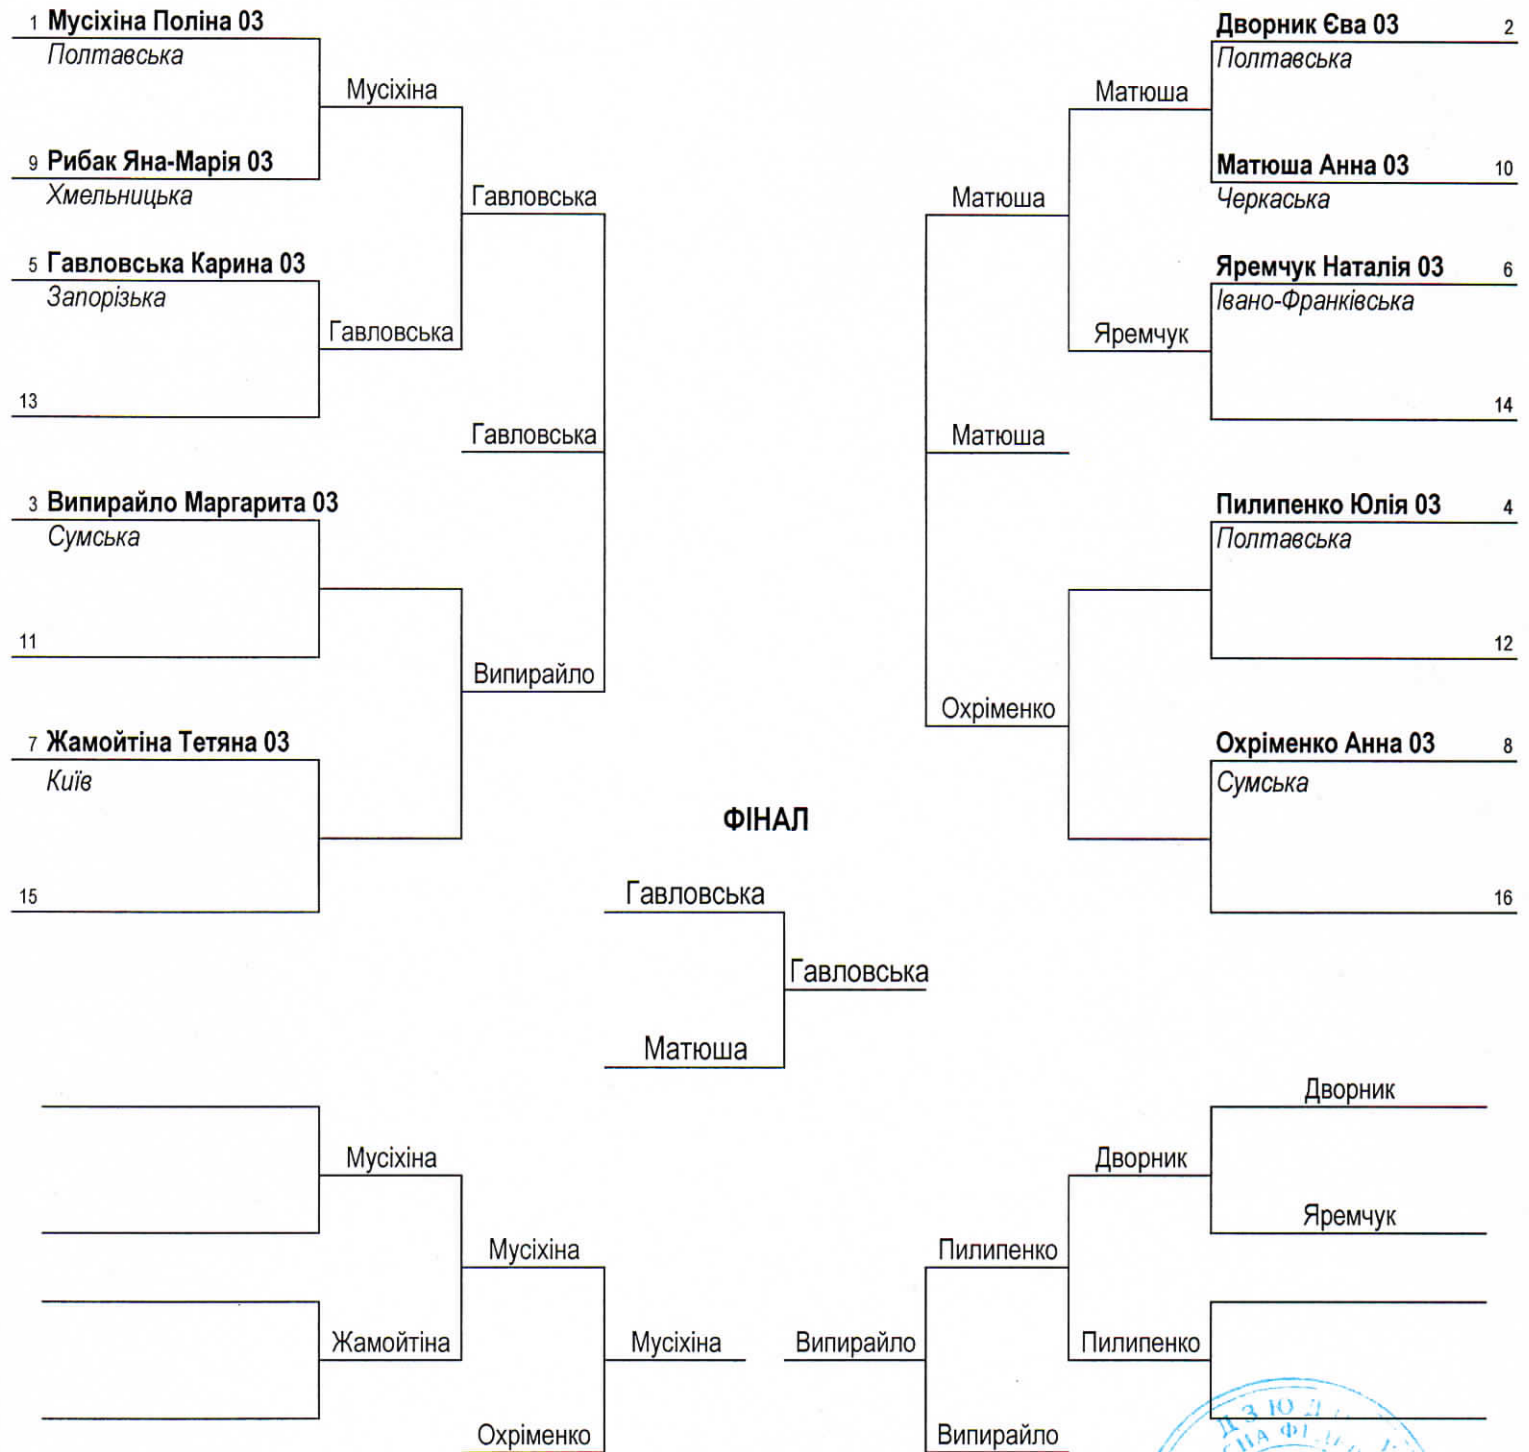 1 Мусіхіна Поліна 03
Полтавська
Мусіхіна
9 Рибак Яна-Марія 03
Хмельницька
Гавловська
5 Гавловська Карина 03
Запорізька
Гавловська
13
Гавловська
3 Випирайло Маргарита 03
Сумська
11
Випирайло
7 Жамойтіна Тетяна 03
Київ
15
Дворник Єва 03 2
Полтавська
Матюша
Матюша Анна 03 10
Черкаська
Матюша
Яремчук Наталія 03 6
Івано-Франківська
Яремчук
14
Матюша
Пилипенко Юлія 03 4
Полтавська
12
Охріменко
Охріменко Анна 03 8
Сумська
16
ФІНАЛ
Гавловська
Гавловська
Матюша
Мусіхіна
Мусіхіна
Жамойтіна
Мусіхіна
Охріменко
Дворник
Дворник
Яремчук
Пилипенко
Випирайло
Пилипенко
Випирайло